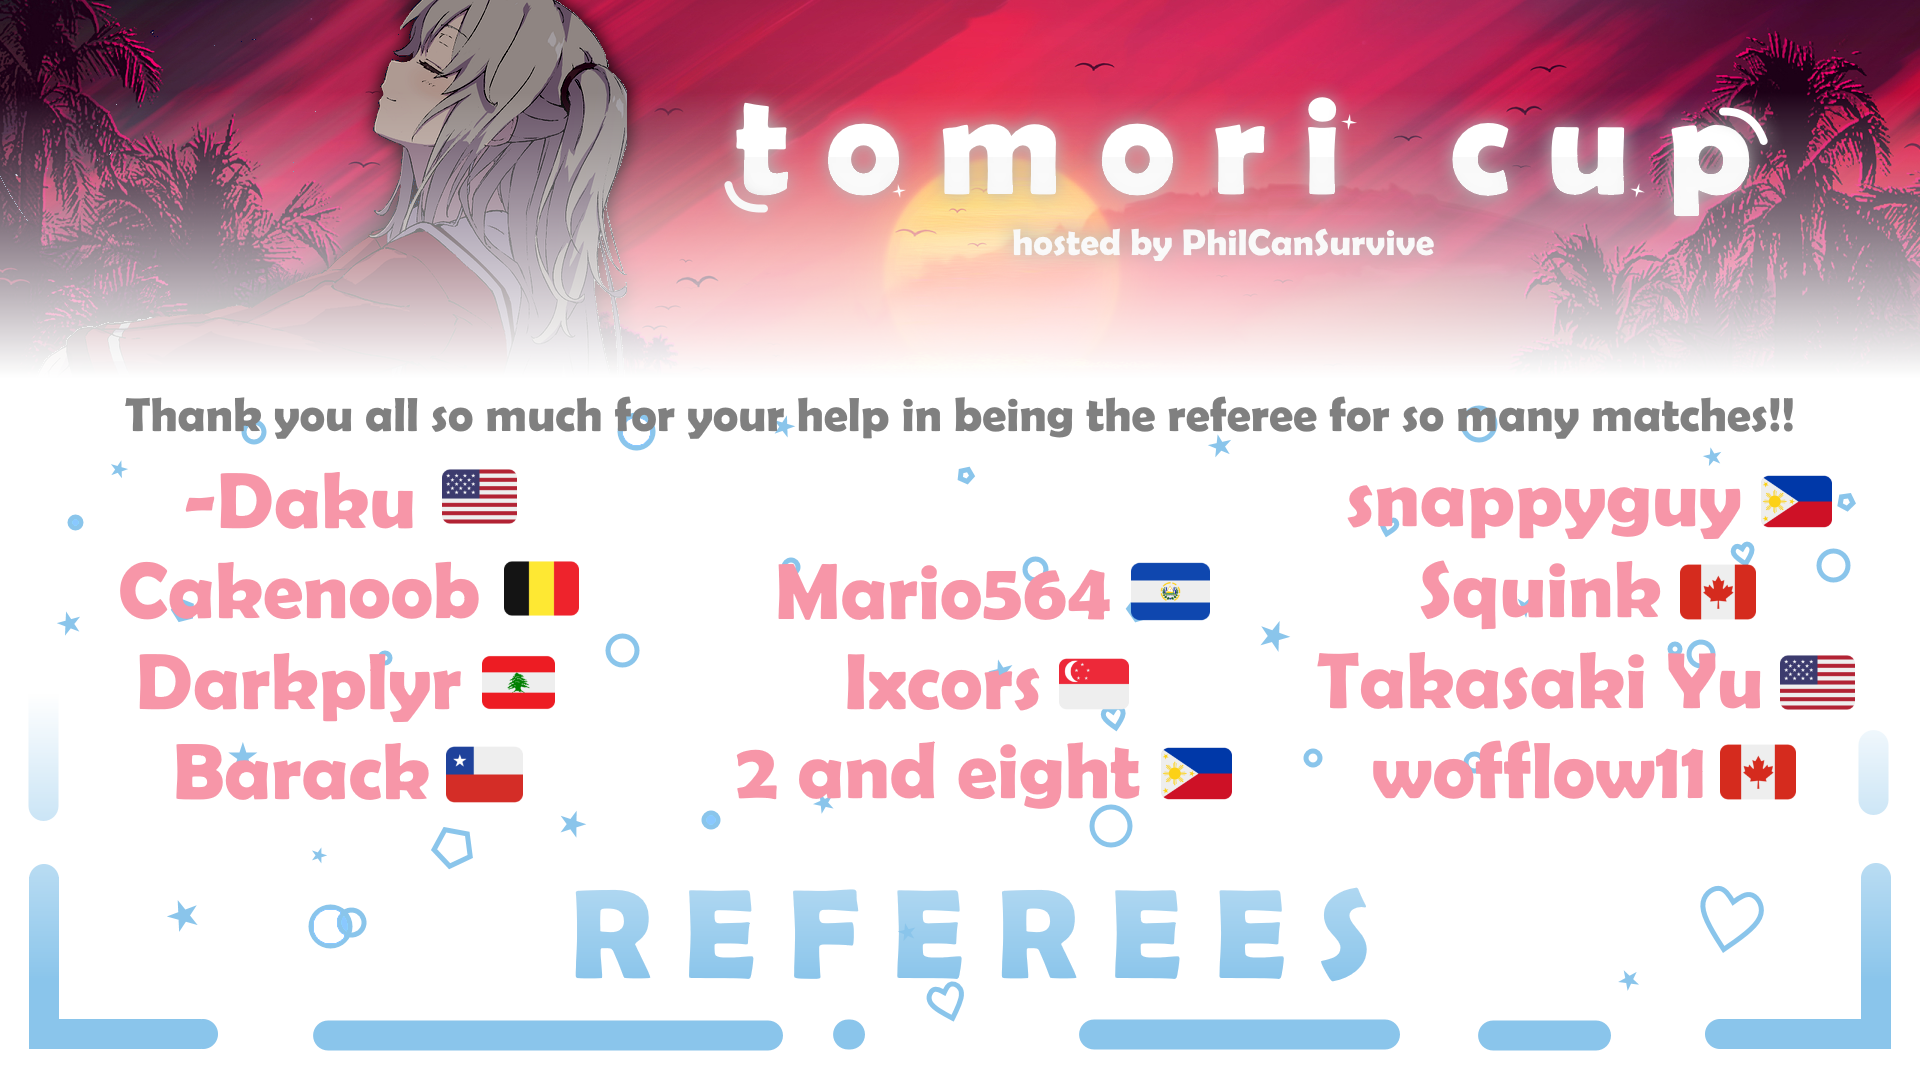 tomori cup
hosted by PhilCanSurvive
Thank you all so much for your help in being the referee for so many matches!!
-Daku
Cakenoob
Darkplyr
Barack
Mario564
Ixcors
2 and eight
snappyguy
Squink
Takasaki Yu
wofflow11
REFEREES